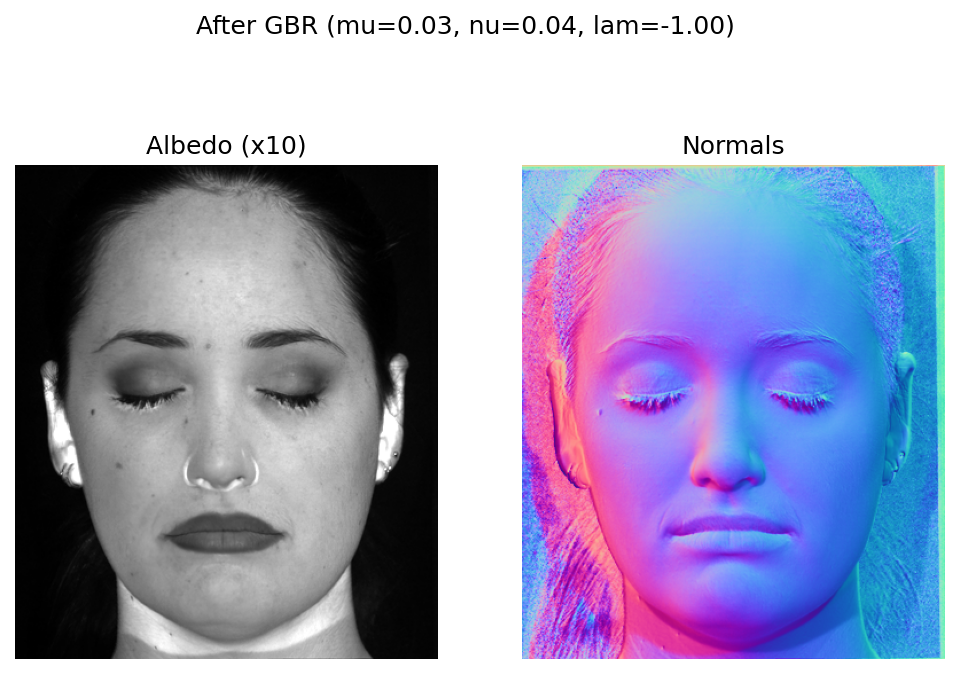 After GBR (mu=0.03, nu=0.04, lam=-1.00)
Albedo (x10)
Normals